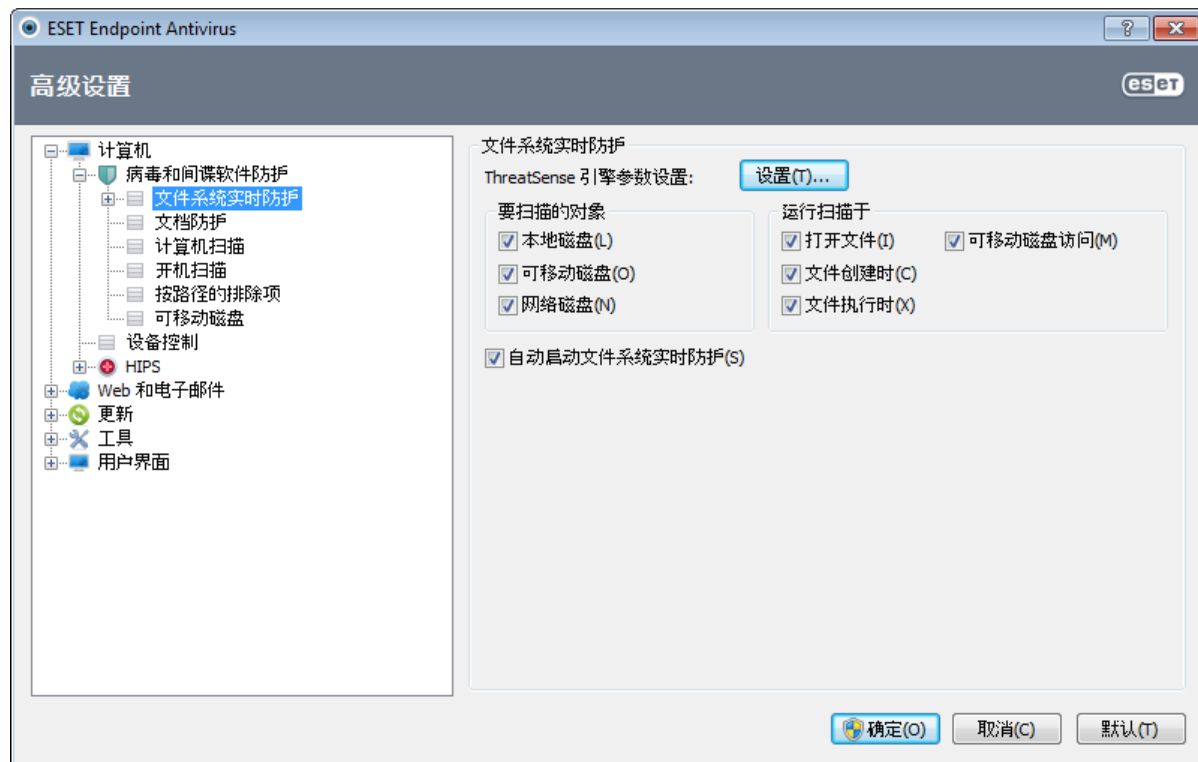 ESET Endpoint Antivirus
高级设置
eseT
计算机
病毒和间谍软件防护
文件系统实时防护
文档防护
计算机扫描
开机扫描
按路径的排除项
可移动磁盘
设备控制
HIPS
Web 和电子邮件
更新
工具
用户界面
文件系统实时防护
ThreatSense 引擎参数设置:
设置(T)...
要扫描的对象
本地磁盘(L)
可移动磁盘(O)
网络磁盘(N)
运行扫描于
打开文件(I) 可移动磁盘访问(M)
文件创建时(C)
文件执行时(X)
自动启动文件系统实时防护(S)
确定(O) 取消(C) 默认(T)